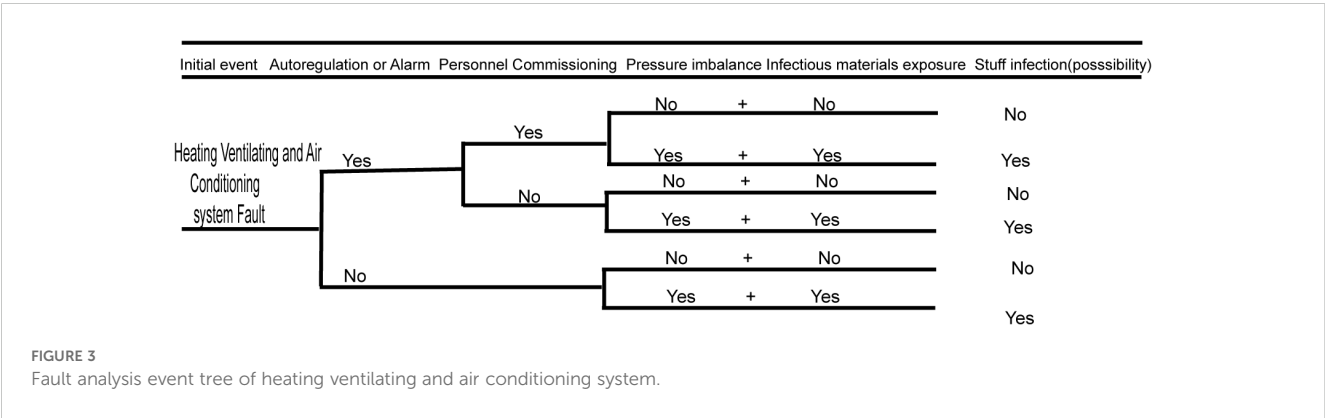 Initial event Autoregulation or Alarm Personnel Commissioning Pressure imbalance Infectious materials exposure Stuff infection(posssibility)
No + No No
Yes
Yes + Yes Yes
Heating Ventilating and Air
Conditioning
system Fault
Yes
No + No No
No
Yes + Yes Yes
No + No No
No
Yes + Yes Yes
FIGURE 3
Fault analysis event tree of heating ventilating and air conditioning system.